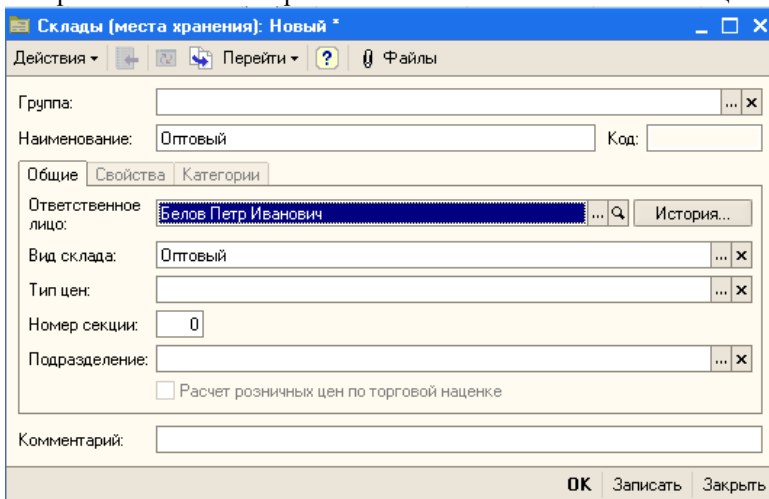 Склады (места хранения): Новый *
Действия Перейти ? Файлы
Группа: ... x
Наименование: Оптовый Код:
Общие Свойства Категории
Ответственное лицо: Белов Петр Иванович ... История...
Вид склада: Оптовый ... x
Тип цен: ... x
Номер секции: 0
Подразделение: ... x
Расчет розничных цен по торговой наценке
Комментарий:
OK Записать Закрыть